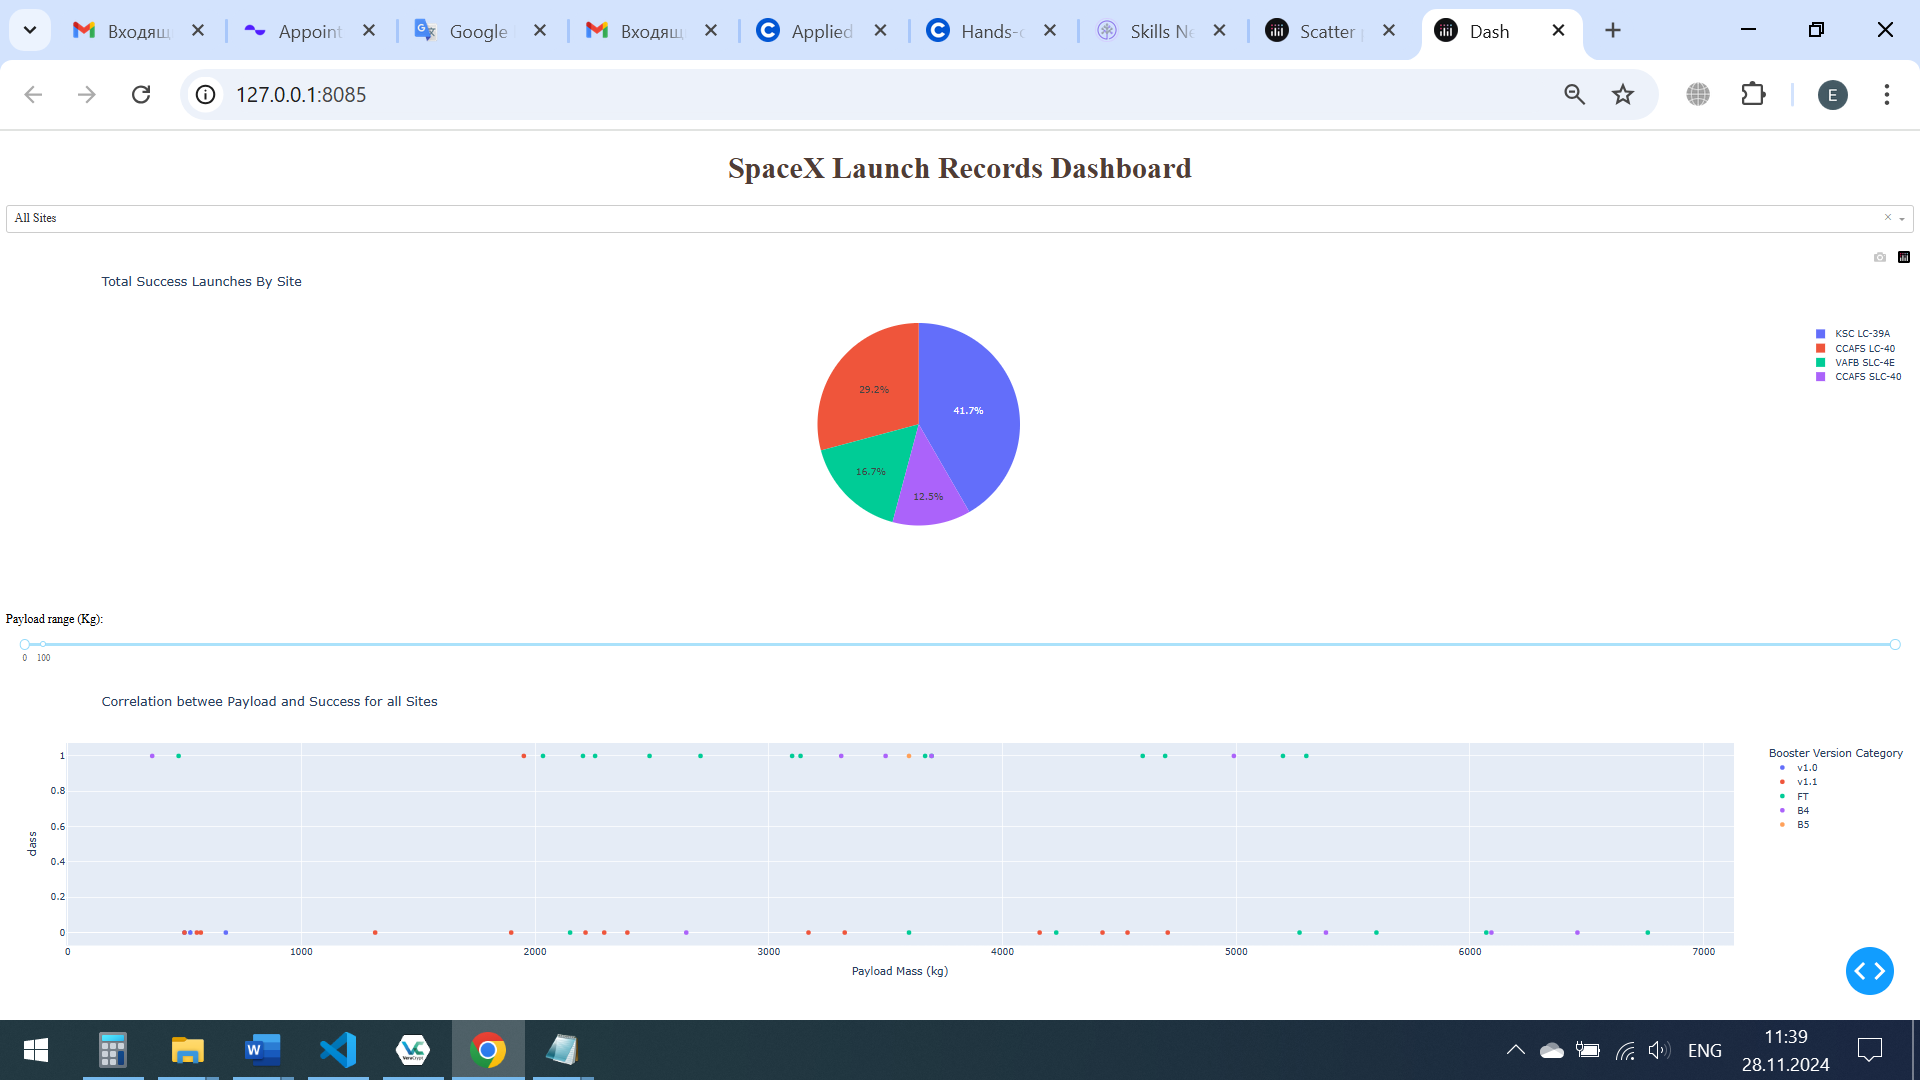 Входящ
Appoint
Google
Входящ
Applied
Hands-o
Skills Ne
Scatter
Dash
127.0.0.1:8085
E
SpaceX Launch Records Dashboard
All Sites
Total Success Launches By Site
KSC LC-39A
CCAFS LC-40
VAFB SLC-4E
CCAFS SLC-40
29.2%
41.7%
16.7%
12.5%
Payload range (Kg):
0 100
Correlation betwee Payload and Success for all Sites
1
0.8
0.6
0.4
0.2
0
class
0 1000 2000 3000 4000 5000 6000 7000
Payload Mass (kg)
Booster Version Category
v1.0
v1.1
FT
B4
B5
ENG
11:39
28.11.2024